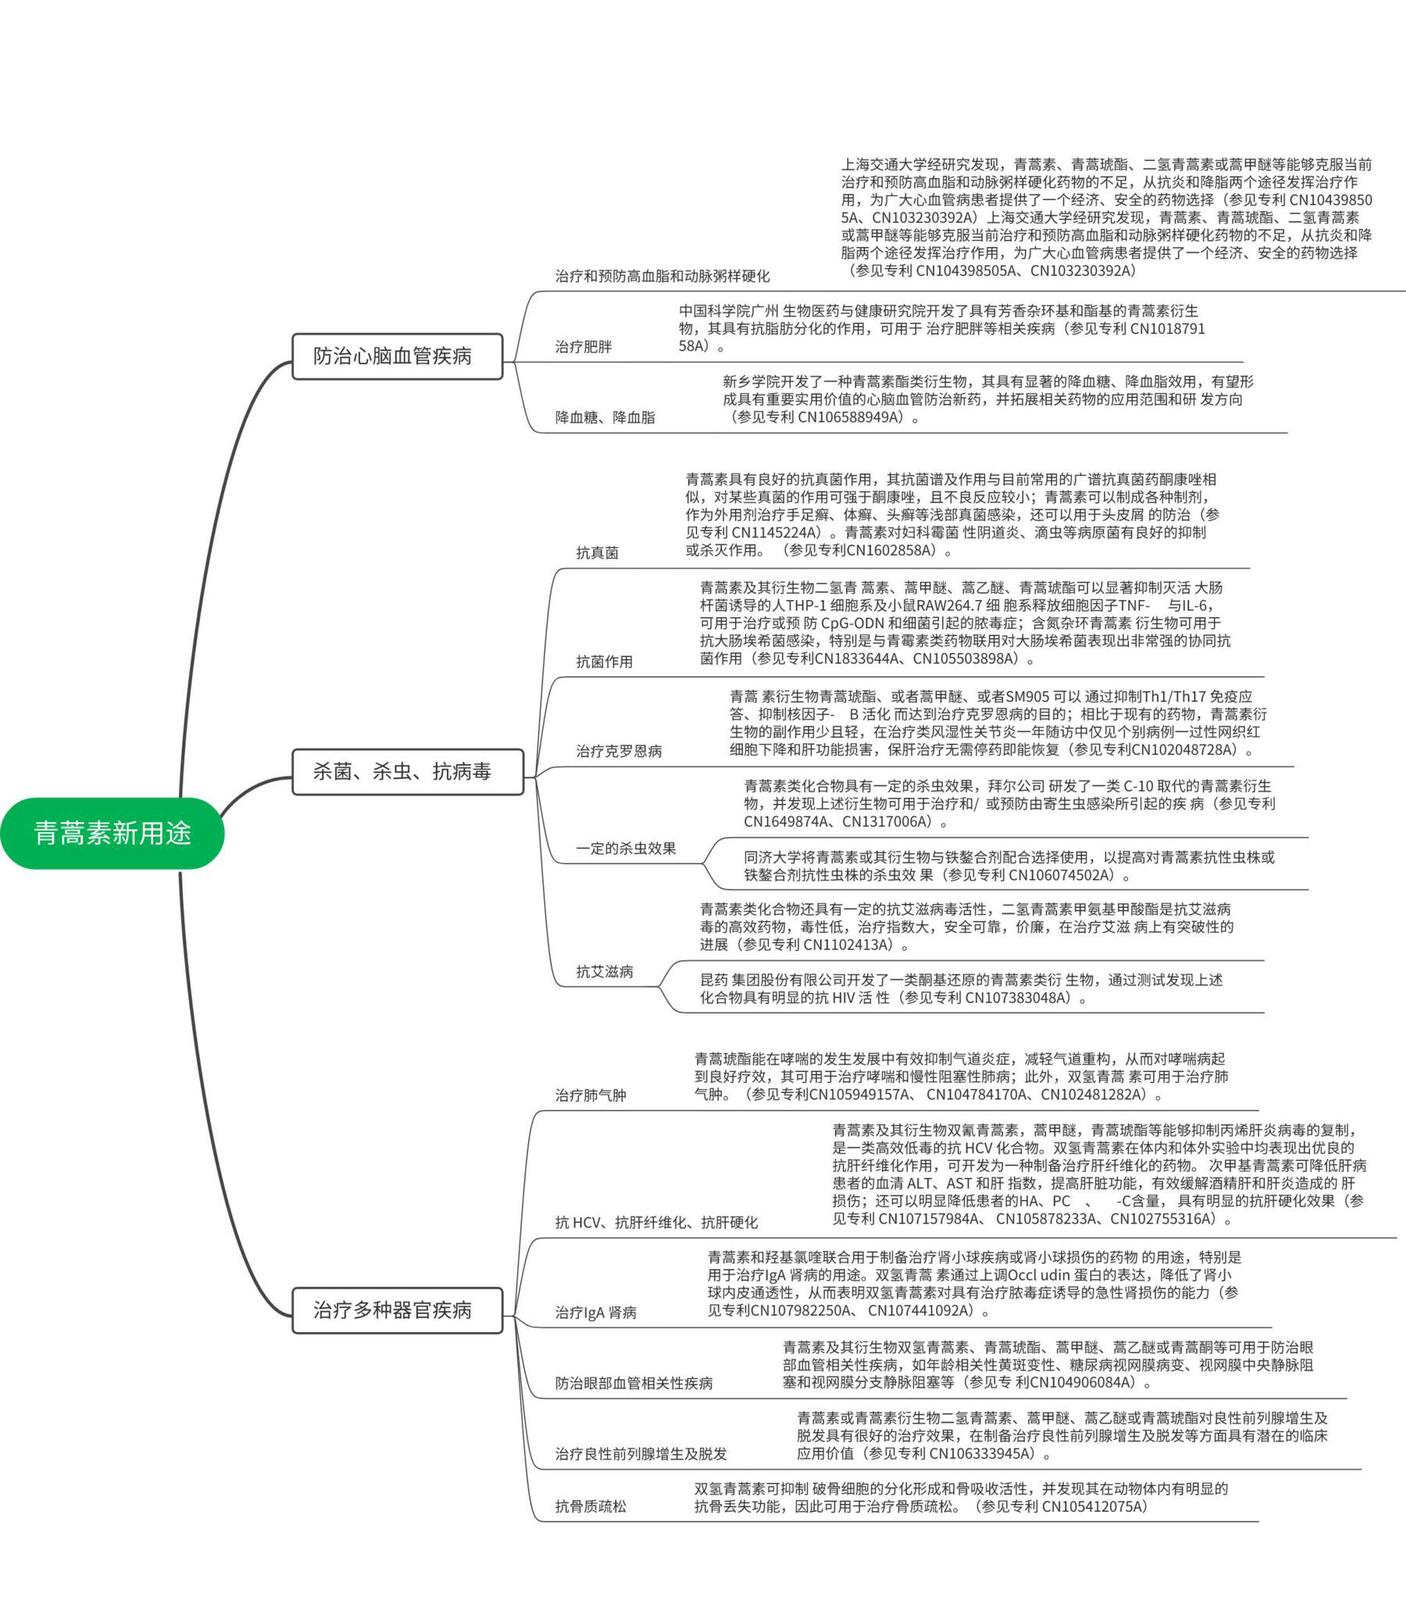 青蒿素新用途
防治心脑血管疾病
治疗和预防高血脂和动脉粥样硬化
上海交通大学经研究发现，青蒿素、青蒿琥酯、二氢青蒿素或蒿甲醚等能够克服当前
治疗和预防高血脂和动脉粥样硬化药物的不足，从抗炎和降脂两个途径发挥治疗作
用，为广大心血管病患者提供了一个经济、安全的药物选择（参见专利 CN10439850
5A、CN103230392A）上海交通大学经研究发现，青蒿素、青蒿琥酯、二氢青蒿素
或蒿甲醚等能够克服当前治疗和预防高血脂和动脉粥样硬化药物的不足，从抗炎和降
脂两个途径发挥治疗作用，为广大心血管病患者提供了一个经济、安全的药物选择
（参见专利 CN104398505A、CN103230392A）
治疗肥胖
中国科学院广州 生物医药与健康研究院开发了具有芳香杂环基和酯基的青蒿素衍生
物，其具有抗脂肪分化的作用，可用于 治疗肥胖等相关疾病（参见专利 CN1018791
58A）。
降血糖、降血脂
新乡学院开发了一种青蒿素酯类衍生物，其具有显著的降血糖、降血脂效用，有望形
成具有重要实用价值的心脑血管防治新药，并拓展相关药物的应用范围和研 发方向
（参见专利 CN106588949A）。
杀菌、杀虫、抗病毒
抗真菌
青蒿素具有良好的抗真菌作用，其抗菌谱及作用与目前常用的广谱抗真菌药酮康唑相
似，对某些真菌的作用可强于酮康唑，且不良反应较小；青蒿素可以制成各种制剂，
作为外用剂治疗手足癣、体癣、头癣等浅部真菌感染，还可以用于头皮屑 的防治（参
见专利 CN1145224A）。青蒿素对妇科霉菌 性阴道炎、滴虫等病原菌有良好的抑制
或杀灭作用。 （参见专利CN1602858A）。
抗菌作用
青蒿素及其衍生物二氢青 蒿素、蒿甲醚、蒿乙醚、青蒿琥酯可以显著抑制灭活 大肠
杆菌诱导的人THP-1 细胞系及小鼠RAW264.7 细 胞系释放细胞因子TNF-　与IL-6，
可用于治疗或预 防 CpG-ODN 和细菌引起的脓毒症；含氮杂环青蒿素 衍生物可用于
抗大肠埃希菌感染，特别是与青霉素类药物联用对大肠埃希菌表现出非常强的协同抗
菌作用（参见专利CN1833644A、CN105503898A）。
治疗克罗恩病
青蒿 素衍生物青蒿琥酯、或者蒿甲醚、或者SM905 可以 通过抑制Th1/Th17 免疫应
答、抑制核因子-　B 活化 而达到治疗克罗恩病的目的；相比于现有的药物，青蒿素衍
生物的副作用少且轻，在治疗类风湿性关节炎一年随访中仅见个别病例一过性网织红
细胞下降和肝功能损害，保肝治疗无需停药即能恢复（参见专利CN102048728A）。
一定的杀虫效果
青蒿素类化合物具有一定的杀虫效果，拜尔公司 研发了一类 C-10 取代的青蒿素衍生
物，并发现上述衍生物可用于治疗和/ 或预防由寄生虫感染所引起的疾 病（参见专利
CN1649874A、CN1317006A）。
同济大学将青蒿素或其衍生物与铁螯合剂配合选择使用，以提高对青蒿素抗性虫株或
铁螯合剂抗性虫株的杀虫效 果（参见专利 CN106074502A）。
抗艾滋病
青蒿素类化合物还具有一定的抗艾滋病毒活性，二氢青蒿素甲氨基甲酸酯是抗艾滋病
毒的高效药物，毒性低，治疗指数大，安全可靠，价廉，在治疗艾滋 病上有突破性的
进展（参见专利 CN1102413A）。
昆药 集团股份有限公司开发了一类酮基还原的青蒿素类衍 生物，通过测试发现上述
化合物具有明显的抗 HIV 活 性（参见专利 CN107383048A）。
治疗多种器官疾病
治疗肺气肿
青蒿琥酯能在哮喘的发生发展中有效抑制气道炎症，减轻气道重构，从而对哮喘病起
到良好疗效，其可用于治疗哮喘和慢性阻塞性肺病；此外，双氢青蒿 素可用于治疗肺
气肿。（参见专利CN105949157A、 CN104784170A、CN102481282A）。
抗 HCV、抗肝纤维化、抗肝硬化
青蒿素及其衍生物双氰青蒿素，蒿甲醚，青蒿琥酯等能够抑制丙烯肝炎病毒的复制，
是一类高效低毒的抗 HCV 化合物。双氢青蒿素在体内和体外实验中均表现出优良的
抗肝纤维化作用，可开发为一种制备治疗肝纤维化的药物。 次甲基青蒿素可降低肝病
患者的血清 ALT、AST 和肝 指数，提高肝脏功能，有效缓解酒精肝和肝炎造成的 肝
损伤；还可以明显降低患者的HA、PC　、　-C含量， 具有明显的抗肝硬化效果（参
见专利 CN107157984A、 CN105878233A、CN102755316A）。
治疗IgA 肾病
青蒿素和羟基氯喹联合用于制备治疗肾小球疾病或肾小球损伤的药物 的用途，特别是
用于治疗IgA 肾病的用途。双氢青蒿 素通过上调Occl udin 蛋白的表达，降低了肾小
球内皮通透性，从而表明双氢青蒿素对具有治疗脓毒症诱导的急性肾损伤的能力（参
见专利CN107982250A、 CN107441092A）。
防治眼部血管相关性疾病
青蒿素及其衍生物双氢青蒿素、青蒿琥酯、蒿甲醚、蒿乙醚或青蒿酮等可用于防治眼
部血管相关性疾病，如年龄相关性黄斑变性、糖尿病视网膜病变、视网膜中央静脉阻
塞和视网膜分支静脉阻塞等（参见专 利CN104906084A）。
治疗良性前列腺增生及脱发
青蒿素或青蒿素衍生物二氢青蒿素、蒿甲醚、蒿乙醚或青蒿琥酯对良性前列腺增生及
脱发具有很好的治疗效果，在制备治疗良性前列腺增生及脱发等方面具有潜在的临床
应用价值（参见专利 CN106333945A）。
抗骨质疏松
双氢青蒿素可抑制 破骨细胞的分化形成和骨吸收活性，并发现其在动物体内有明显的
抗骨丢失功能，因此可用于治疗骨质疏松。（参见专利 CN105412075A）